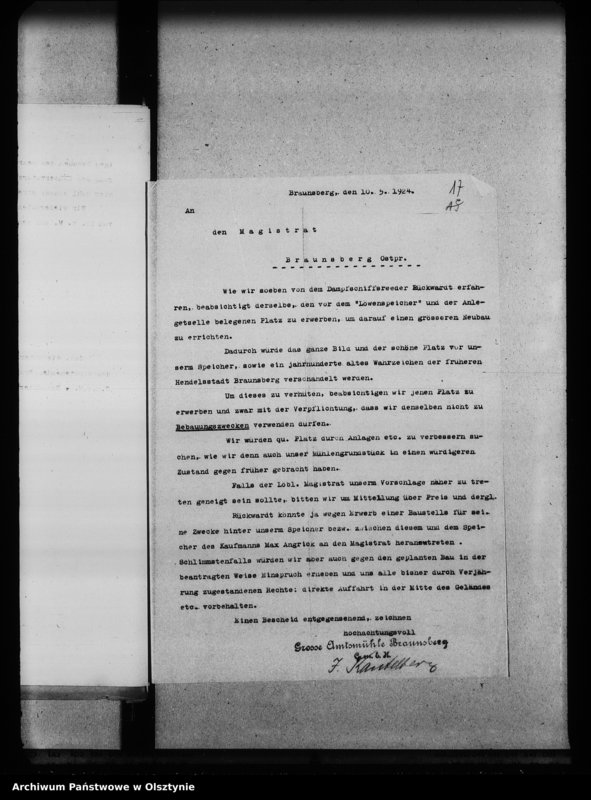 Braunsberg, den 10. 5. 1924.
17
An
den Magistrat
Braunsberg Ostpr.
Wie wir soeben von dem Dampfschiffsreeder Rückwardt erfah-
ren, beabsichtigt derselbe, den vor dem "Löwenspeicher" und der Anle-
gestelle belegenen Platz zu erwerben, um darauf einen grösseren Neubau
zu errichten.
Dadurch würde das ganze Bild und der schöne Platz vor un-
serm Speicher, sowie ein jahrhunderte altes Wahrzeichen der früheren
Handelsstadt Braunsberg verschandelt werden.
Um dieses zu verhüten, beabsichtigen wir jenen Platz zu
erwerben und zwar mit der Verpflichtung, dass wir denselben nicht zu
Bebauungszwecken verwenden dürfen.
Wir würden qu. Platz durch Anlagen etc. zu verbessern su-
chen, wie wir denn auch unser Mühlengrundstück in einen würdigeren
Zustand gegen früher gebracht haben.
Falls der Löbl. Magistrat unserm Vorschlage näher zu tre-
ten geneigt sein sollte, bitten wir um Mitteilung über Preis und dergl.
Rückwardt könnte ja wegen Erwerb einer Baustelle für sei-
ne Zwecke hinter unserm Speicher bezw. zwischen diesem und dem Spei-
cher des Kaufmanns Max Angrick an den Magistrat herantreten.
Schlimmstenfalls würden wir aber auch gegen den geplanten Bau in der
beantragten Weise Einspruch erheben und uns alle bisher durch Verjäh-
rung zugestandenen Rechte: direkte Auffahrt in der Mitte des Geländes
etc. vorbehalten.
Einen Bescheid entgegensehend, zeichnen
hochachtungsvoll
Grosse Amtsmühle Braunsberg
G.m.b.H.
Archiwum Państwowe w Olsztynie